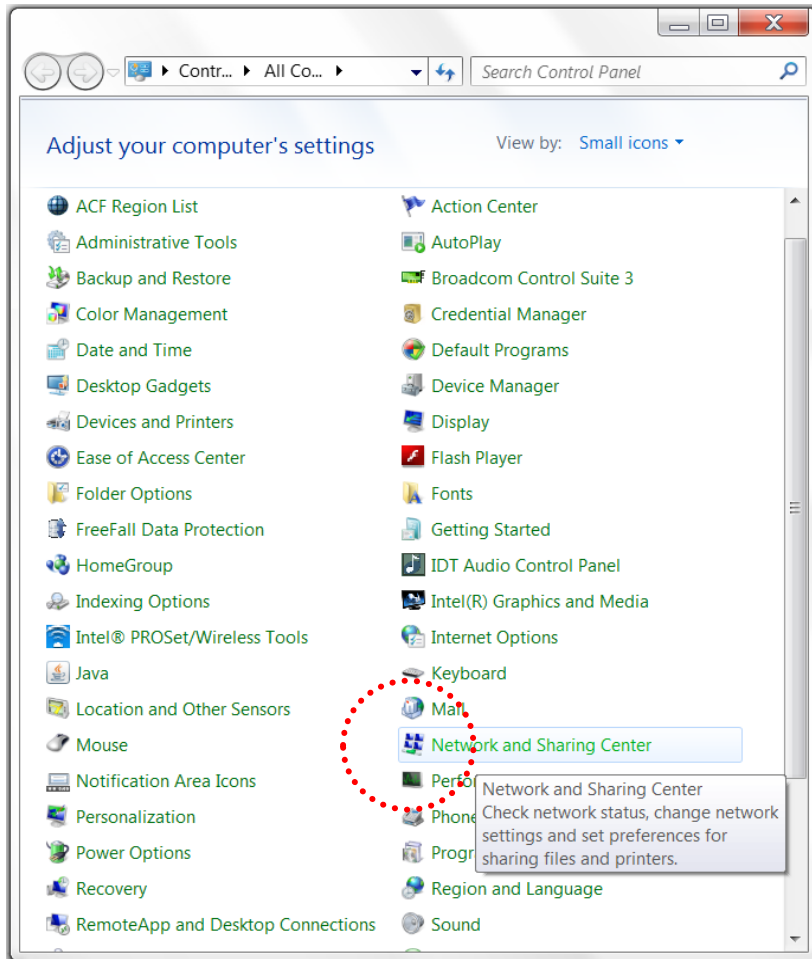 Contr... All Co...
Search Control Panel
Adjust your computer's settings
View by: Small icons
ACF Region List
Action Center
Administrative Tools
AutoPlay
Backup and Restore
Broadcom Control Suite 3
Color Management
Credential Manager
Date and Time
Default Programs
Desktop Gadgets
Device Manager
Devices and Printers
Display
Ease of Access Center
Flash Player
Folder Options
Fonts
FreeFall Data Protection
Getting Started
HomeGroup
IDT Audio Control Panel
Indexing Options
Intel(R) Graphics and Media
Intel® PROSet/Wireless Tools
Internet Options
Java
Keyboard
Location and Other Sensors
Mail
Mouse
Network and Sharing Center
Notification Area Icons
Perfor
Personalization
Phone
Power Options
Progr
Network and Sharing Center
Check network status, change network
settings and set preferences for
sharing files and printers.
Recovery
Region and Language
RemoteApp and Desktop Connections
Sound